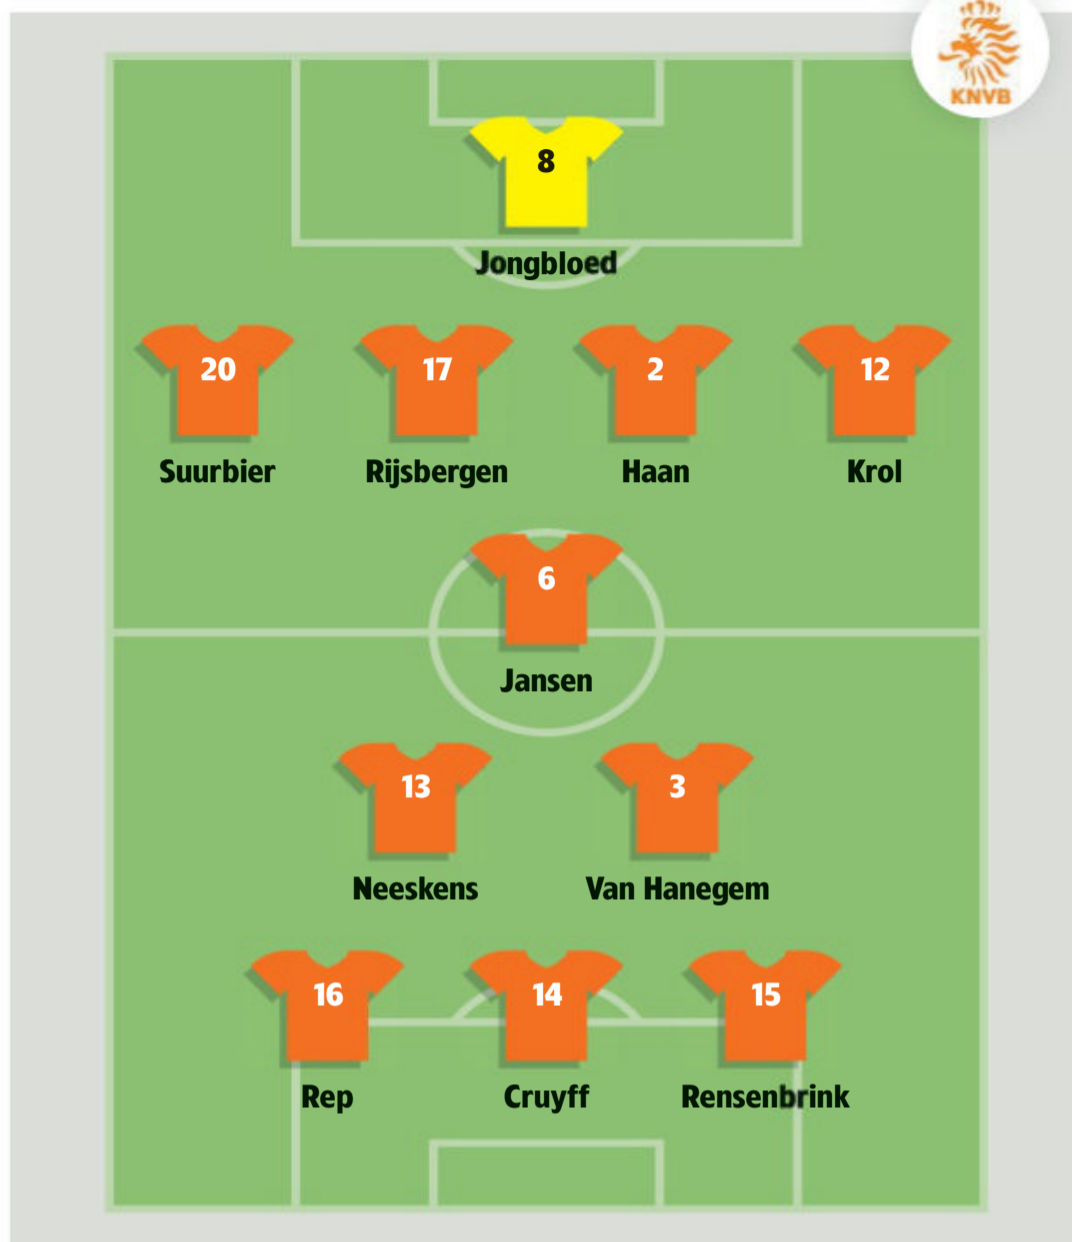 KNVB
8
Jongbloed
20 17 2 12
Suurbier Rijsbergen Haan Krol
6
Jansen
13 3
Neeskens Van Hanegem
16 14 15
Rep Cruyff Rensenbrink